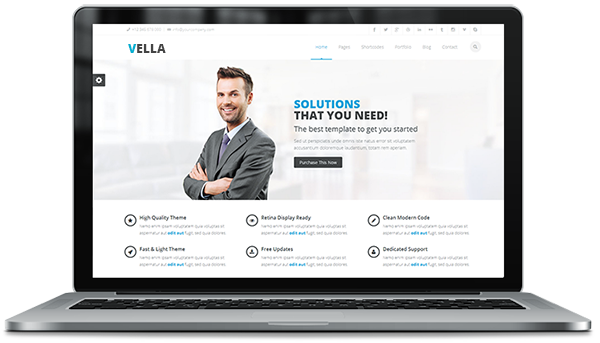 VELLA
Home Pages Shortcodes Portfolio Blog Contact
SOLUTIONS
THAT YOU NEED!
The best template to get you started
Sed ut perspiciatis unde omnis iste natus error sit voluptatem
accusantium doloremque laudantium, totam rem aperiam.
Purchase This Now
High Quality Theme
nemo enim ipsam voluptatem quia voluptas sit
aspernatur aut edit aut fugit, sed quia dolores
Retina Display Ready
nemo enim ipsam voluptatem quia voluptas sit
aspernatur aut edit aut fugit, sed quia dolores
Clean Modern Code
nemo enim ipsam voluptatem quia voluptas sit
aspernatur aut edit aut fugit, sed quia dolores
Fast & Light Theme
nemo enim ipsam voluptatem quia voluptas sit
aspernatur aut edit aut fugit, sed quia dolores
Free Updates
nemo enim ipsam voluptatem quia voluptas sit
aspernatur aut edit aut fugit, sed quia dolores
Dedicated Support
nemo enim ipsam voluptatem quia voluptas sit
aspernatur aut edit aut fugit, sed quia dolores